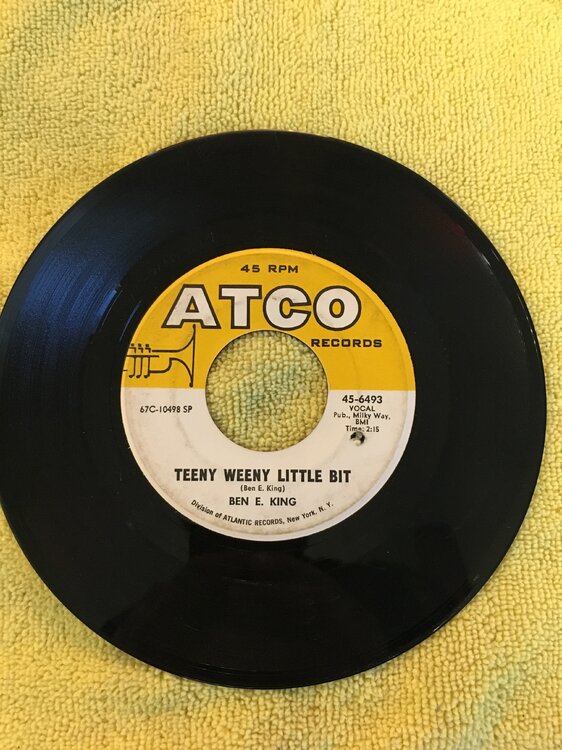 45 RPM
ATCO
RECORDS
67C-10498 SP
45-6493
VOCAL
Pub., Milky Way,
BMI
Time: 2:15
TEENY WEENY LITTLE BIT
(Ben E. King)
BEN E. KING
Division of ATLANTIC RECORDS, New York, N. Y.